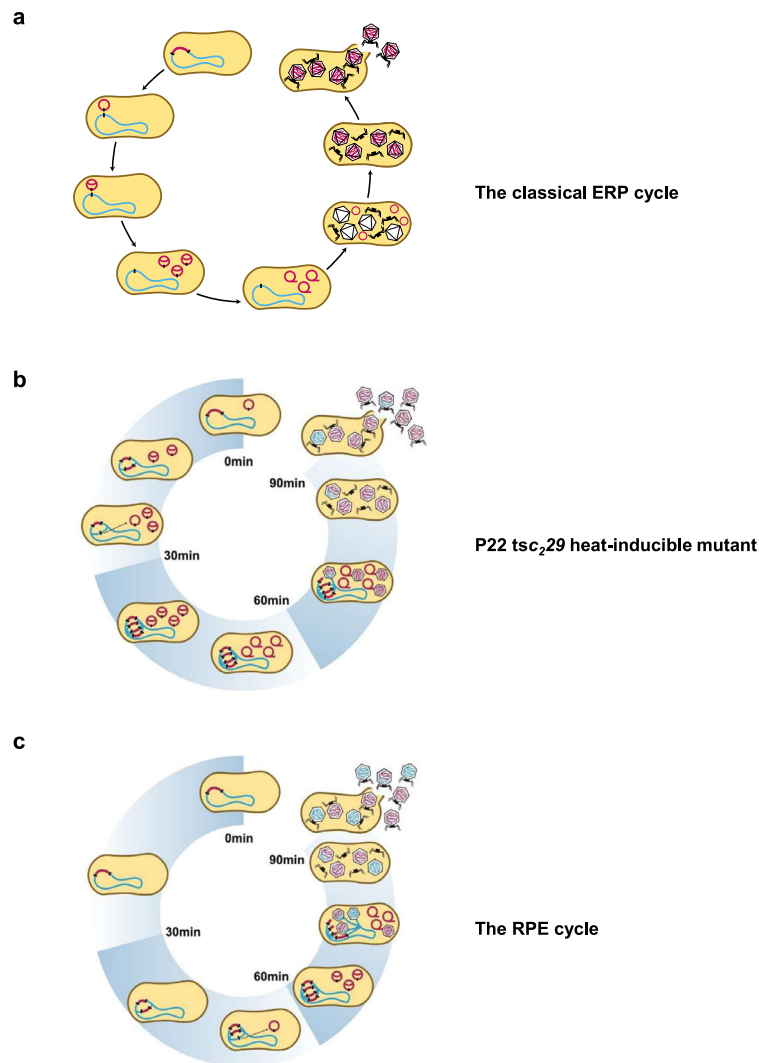 a
The classical ERP cycle
b
0min
90min
P22 tsc₂29 heat-inducible mutant
30min
60min
c
0min
90min
The RPE cycle
30min
60min